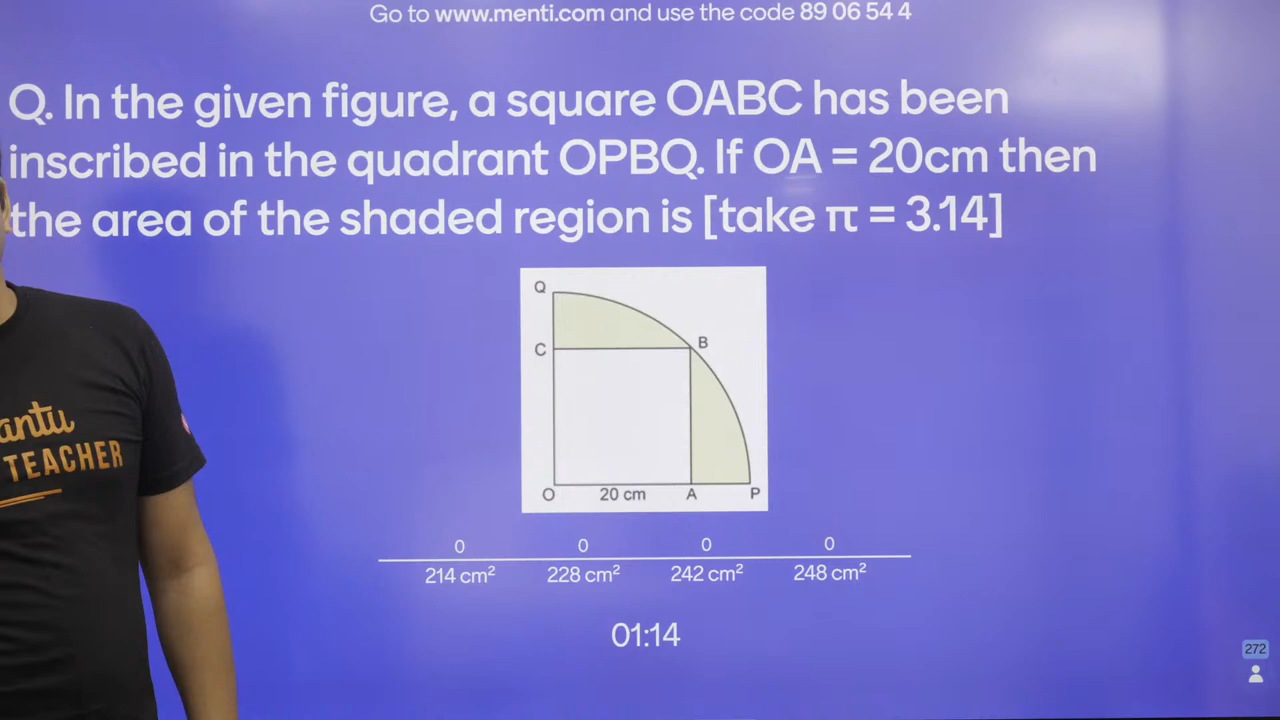 Go to www.menti.com and use the code 89 06 54 4
Q. In the given figure, a square OABC has been
inscribed in the quadrant OPBQ. If OA = 20cm then
the area of the shaded region is [take π = 3.14]
Q
C
B
O
20 cm
A
P
0 0 0 0
214 cm² 228 cm² 242 cm² 248 cm²
01:14
antu
TEACHER
272